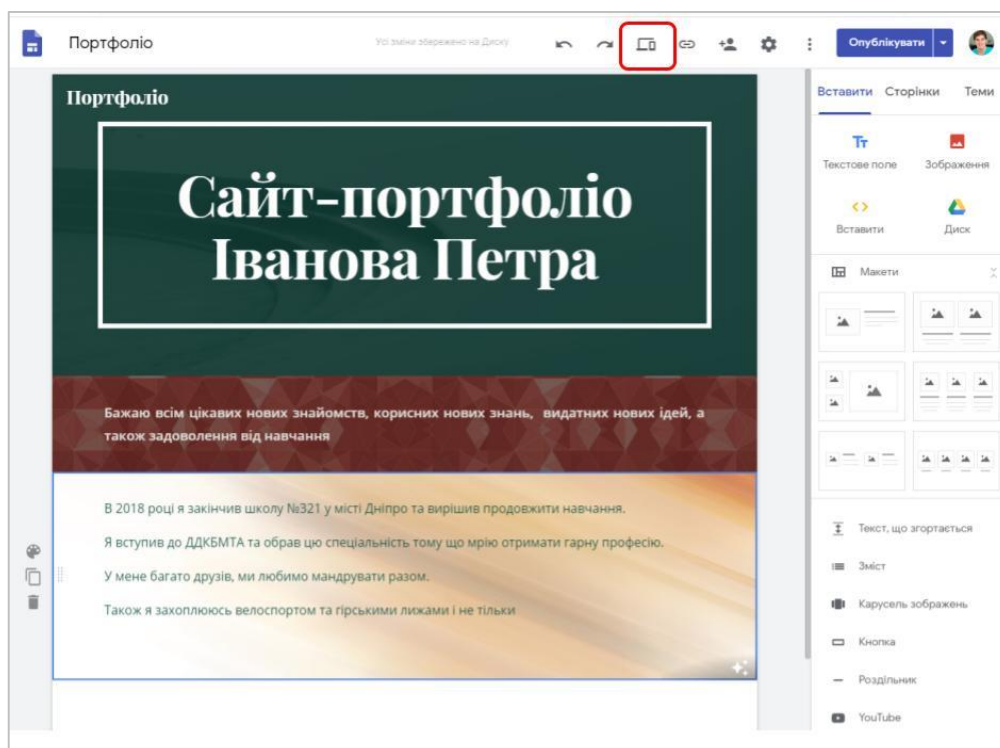 Портфоліо
Усі зміни збережено на Диску
Опублікувати
Портфоліо
Сайт-портфоліо
Іванова Петра
Бажаю всім цікавих нових знайомств, корисних нових знань, видатних нових ідей, а
також задоволення від навчання
В 2018 році я закінчив школу №321 у місті Дніпро та вирішив продовжити навчання.
Я вступив до ДДКБМТА та обрав цю спеціальність тому що мрію отримати гарну професію.
У мене багато друзів, ми любимо мандрувати разом.
Також я захоплююсь велоспортом та гірськими лижами і не тільки
Вставити Сторінки Теми
Текстове поле Зображення
Вставити Диск
Макети
Текст, що згортається
Зміст
Карусель зображень
Кнопка
Роздільник
YouTube